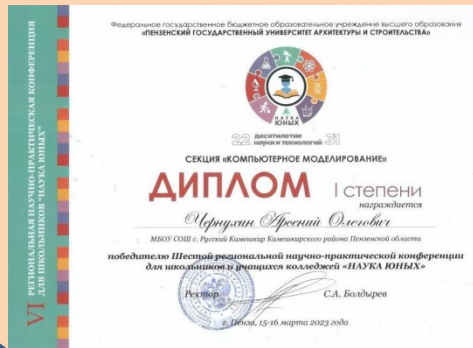 VI РЕГИОНАЛЬНАЯ НАУЧНО-ПРАКТИЧЕСКАЯ КОНФЕРЕНЦИЯ
ДЛЯ ШКОЛЬНИКОВ "НАУКА ЮНЫХ"
Федеральное государственное бюджетное образовательное учреждение высшего образования
«ПЕНЗЕНСКИЙ ГОСУДАРСТВЕННЫЙ УНИВЕРСИТЕТ АРХИТЕКТУРЫ И СТРОИТЕЛЬСТВА»
НАУКА
ЮНЫХ
22 десятилетие науки и технологий 31
СЕКЦИЯ «КОМПЬЮТЕРНОЕ МОДЕЛИРОВАНИЕ»
ДИПЛОМ I степени
награждается
Чернухин Арсений Олегович
МБОУ СОШ с. Русский Камешкир Камешкирского района Пензенской области
победителю Шестой региональной научно-практической конференции
для школьников и учащихся колледжей «НАУКА ЮНЫХ»
Ректор С.А. Болдырев
г. Пенза, 15-16 марта 2023 года